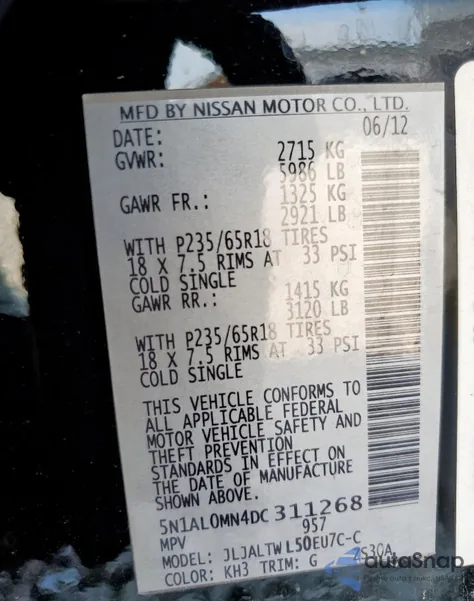 MFD BY NISSAN MOTOR CO., LTD.
DATE: 06/12
GVWR: 2715 KG
5986 LB
GAWR FR.: 1325 KG
2921 LB
WITH P235/65R18 TIRES
18 X 7.5 RIMS AT 33 PSI
COLD SINGLE
GAWR RR.: 1415 KG
3120 LB
WITH P235/65R18 TIRES
18 X 7.5 RIMS AT 33 PSI
COLD SINGLE
THIS VEHICLE CONFORMS TO
ALL APPLICABLE FEDERAL
MOTOR VEHICLE SAFETY AND
THEFT PREVENTION
STANDARDS IN EFFECT ON
THE DATE OF MANUFACTURE
SHOWN ABOVE.
5N1AL0MN4DC311268
MPV 957
MODEL: JLJALTWL50EU7C-C
COLOR: KH3 TRIM: G
autaSnap